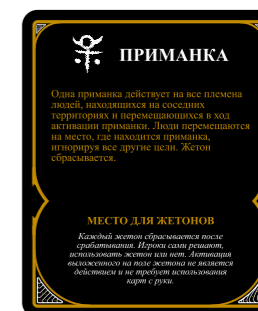 ПРИМАНКА
Одна приманка действует на все племена
людей, находящихся на соседних
территориях и перемещающихся в ход
активации приманки. Люди перемещаются
на место, где находится приманка,
игнорируя все другие цели. Жетон
сбрасывается.
МЕСТО ДЛЯ ЖЕТОНОВ
Каждый жетон сбрасывается после
срабатывания. Игроки сами решают,
использовать жетон или нет. Активация
выложенного на поле жетона не является
действием и не требует использования
карт с руки.